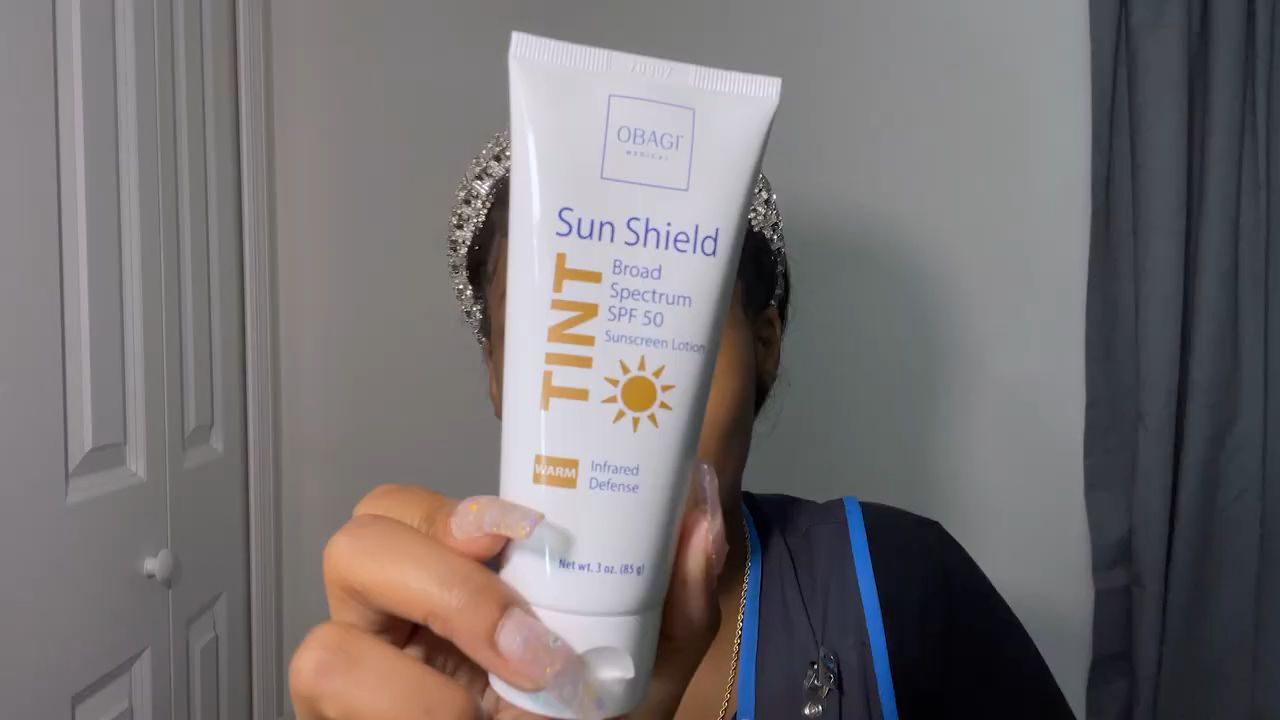 OBAGI
MEDICAL
Sun Shield
TINT
Broad
Spectrum
SPF 50
Sunscreen Lotion
WARM
Infrared
Defense
Net wt. 3 oz. (85 g)